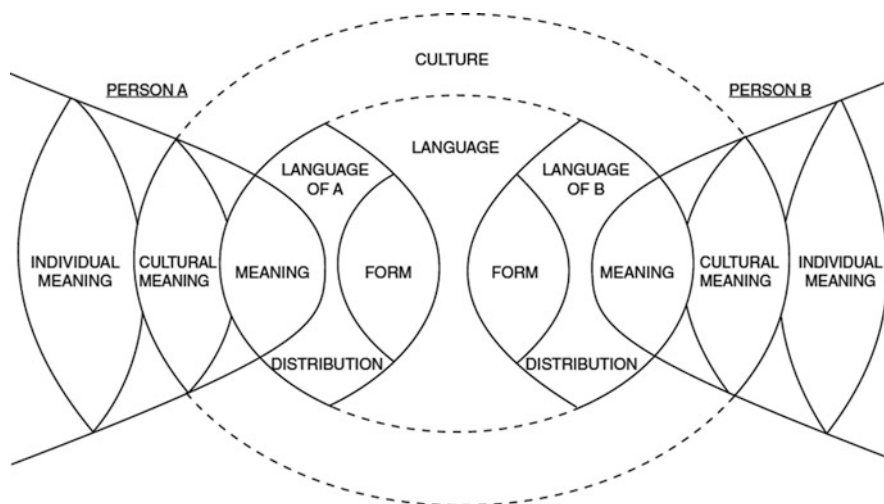 CULTURE
PERSON A
PERSON B
LANGUAGE
LANGUAGE
OF A
LANGUAGE
OF B
INDIVIDUAL
MEANING
CULTURAL
MEANING
MEANING
FORM
FORM
MEANING
CULTURAL
MEANING
INDIVIDUAL
MEANING
DISTRIBUTION
DISTRIBUTION